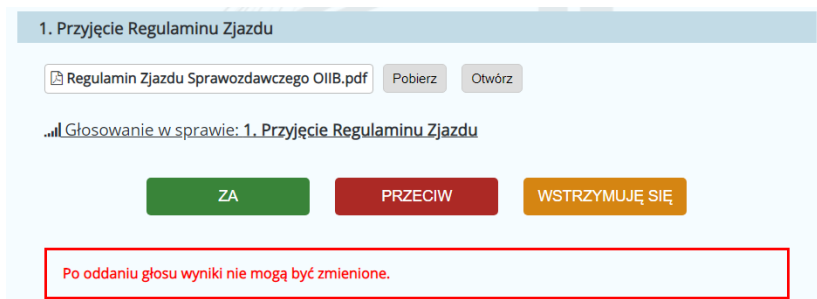 1. Przyjęcie Regulaminu Zjazdu
Regulamin Zjazdu Sprawozdawczego OIIB.pdf Pobierz Otwórz
Głosowanie w sprawie: 1. Przyjęcie Regulaminu Zjazdu
ZA PRZECIW WSTRZYMUJĘ SIĘ
Po oddaniu głosu wyniki nie mogą być zmienione.